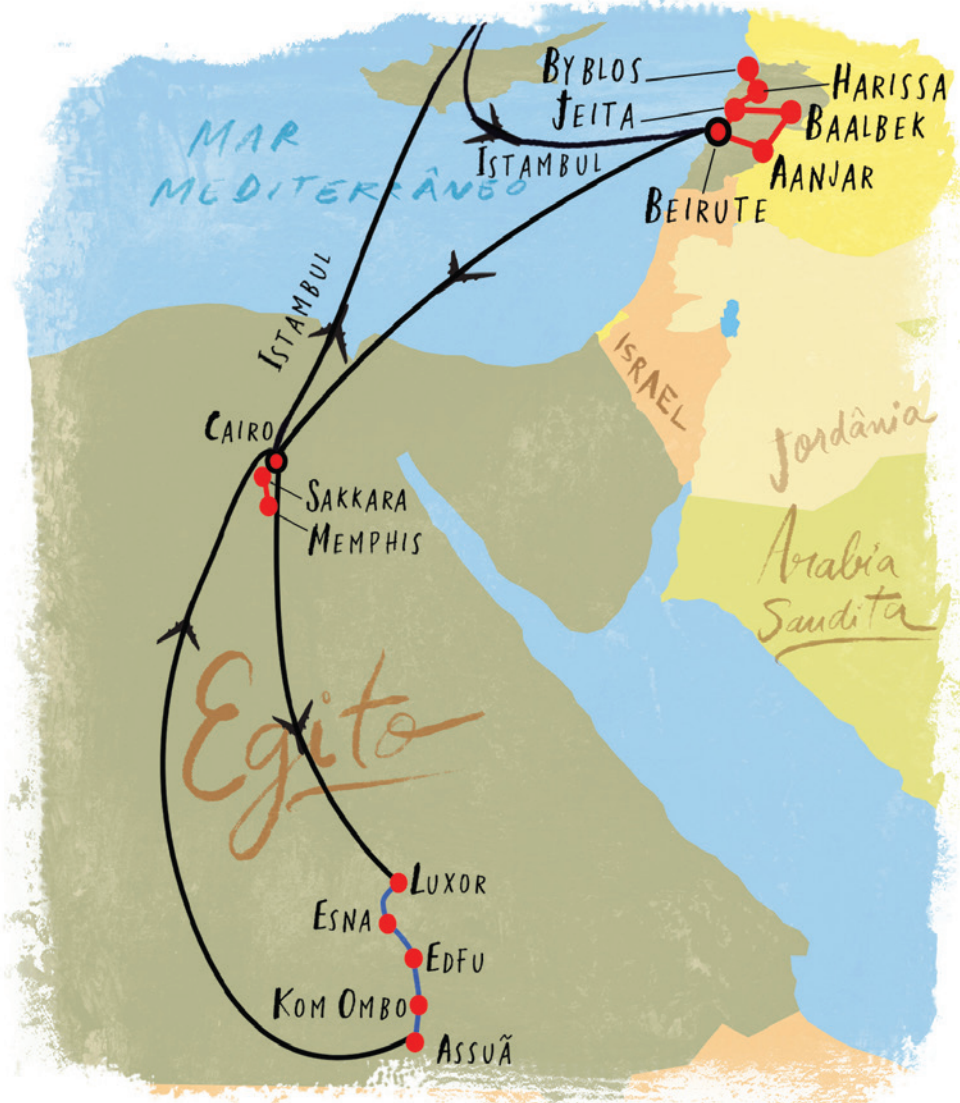 BYBLOS
HARISSA
JEITA
BAALBEK
MAR
MEDITERRÂNEO
ISTAMBUL
AANJAR
BEIRUTE
ISTAMBUL
ISRAEL
CAIRO
Jordânia
SAKKARA
MEMPHIS
Arabia
Saudita
Egito
LUXOR
ESNA
EDFU
KOM OMBO
ASSUÃ